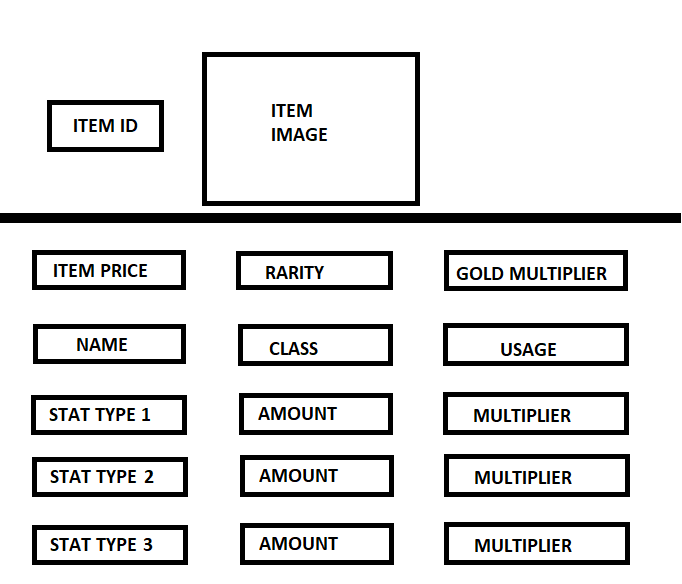 ITEM ID
ITEM
IMAGE
ITEM PRICE
RARITY
GOLD MULTIPLIER
NAME
CLASS
USAGE
STAT TYPE 1
AMOUNT
MULTIPLIER
STAT TYPE 2
AMOUNT
MULTIPLIER
STAT TYPE 3
AMOUNT
MULTIPLIER